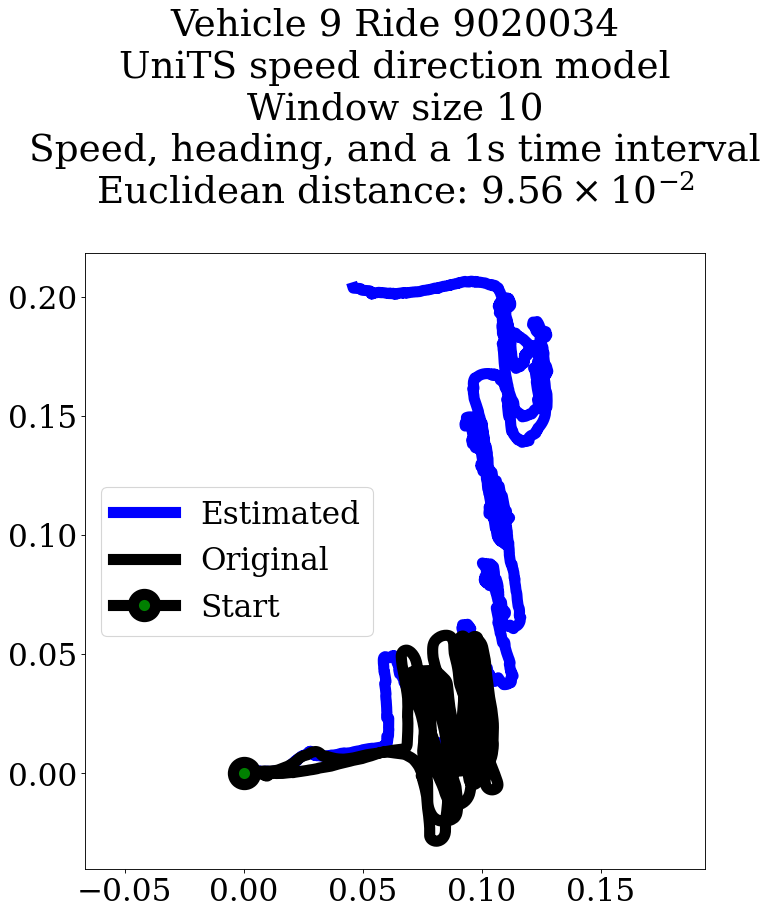 Vehicle 9 Ride 9020034
UniTS speed direction model
Window size 10
Speed, heading, and a 1s time interval
Euclidean distance: 9.56 × 10⁻²
0.20
0.15
Estimated
0.10
Original
Start
0.05
0.00
−0.05 0.00 0.05 0.10 0.15